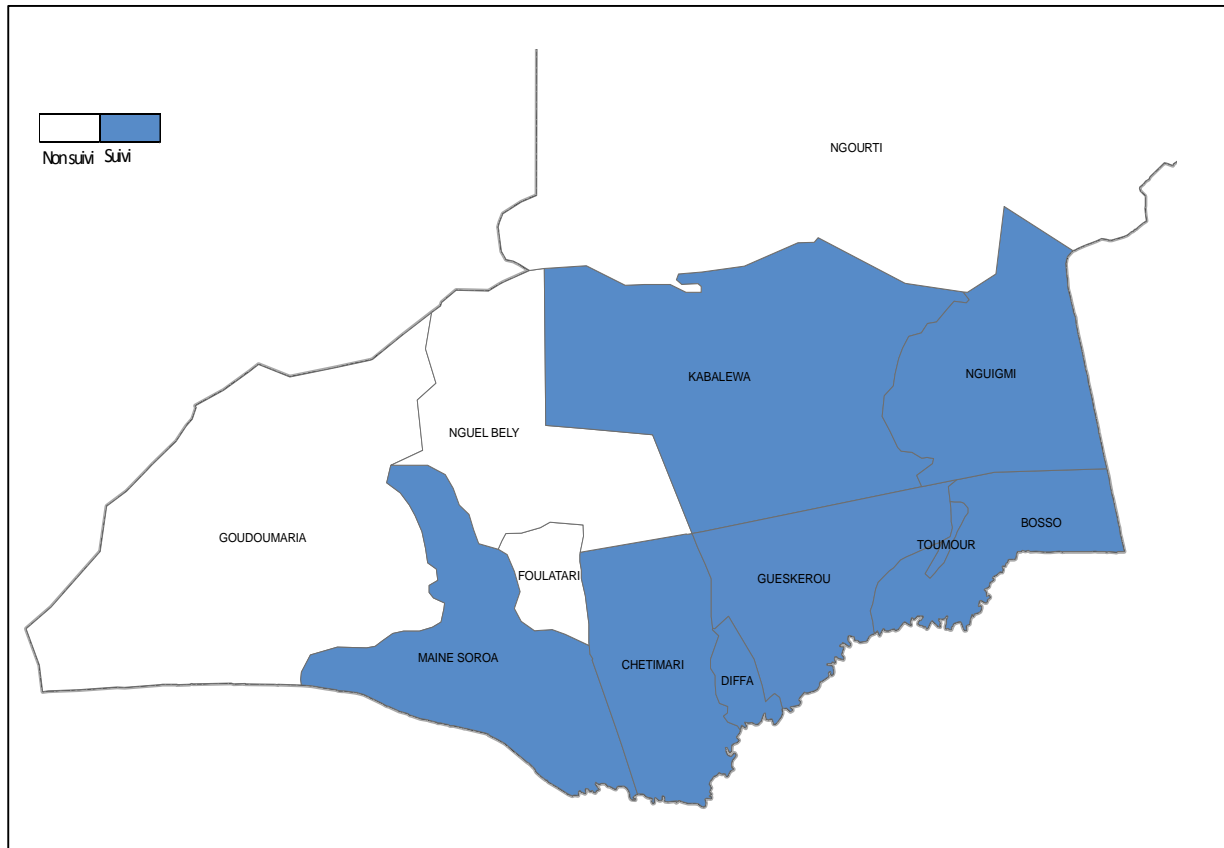 Non suivi Suivi
NGOURTI
KABALEWA
NGUIGMI
NGUEL BELY
BOSSO
GOUDOUMARIA
TOUMOUR
FOULATARI
GUESKEROU
MAINE SOROA
CHETIMARI
DIFFA